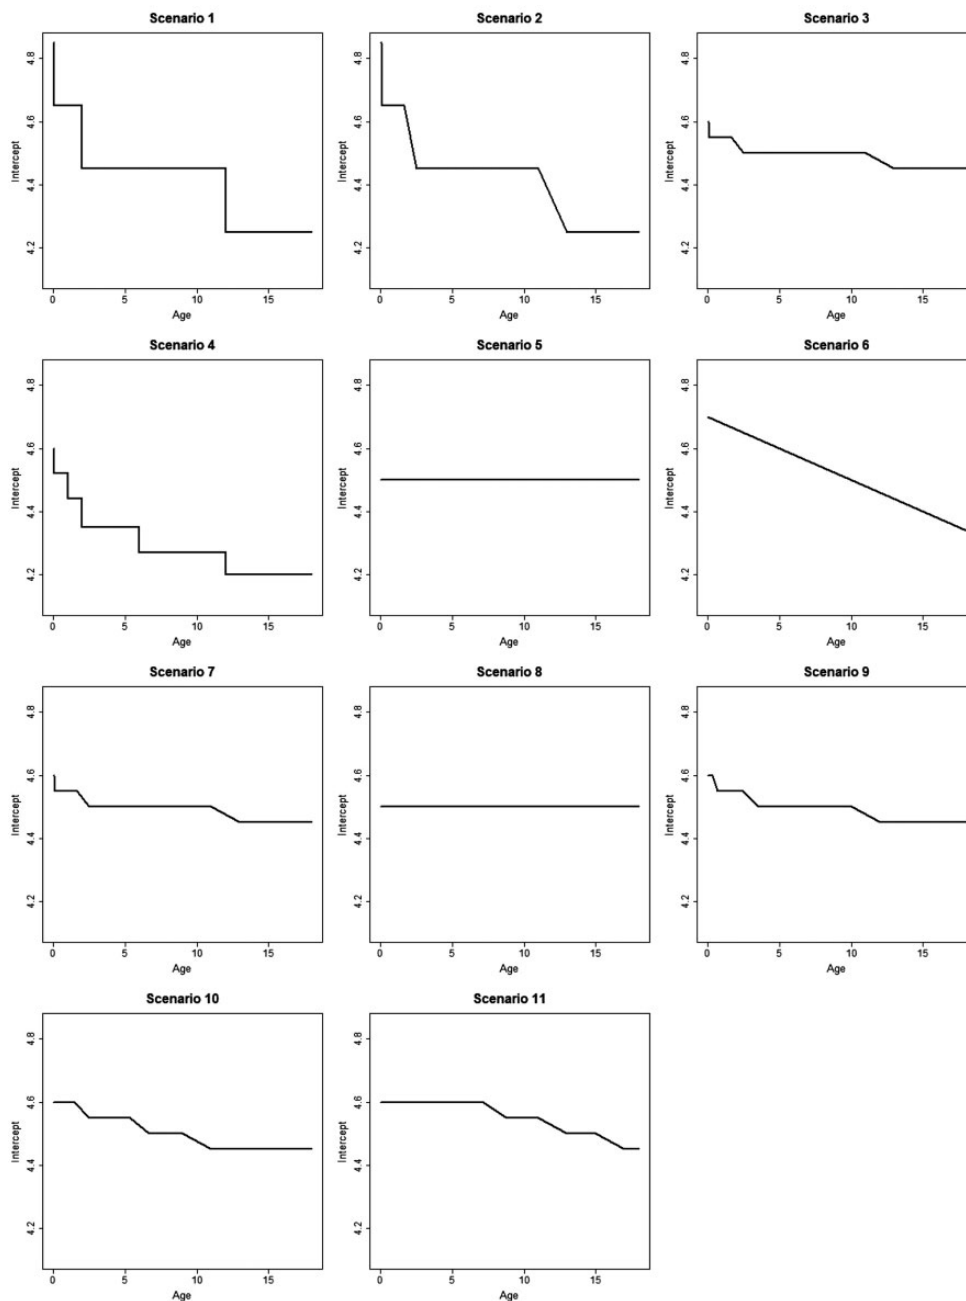 Scenario 1
Scenario 2
Scenario 3
Intercept
4.8
4.6
4.4
4.2
0 5 10 15
Age
Intercept
4.8
4.6
4.4
4.2
0 5 10 15
Age
Intercept
4.8
4.6
4.4
4.2
0 5 10 15
Age
Scenario 4
Scenario 5
Scenario 6
Intercept
4.8
4.6
4.4
4.2
0 5 10 15
Age
Intercept
4.8
4.6
4.4
4.2
0 5 10 15
Age
Intercept
4.8
4.6
4.4
4.2
0 5 10 15
Age
Scenario 7
Scenario 8
Scenario 9
Intercept
4.8
4.6
4.4
4.2
0 5 10 15
Age
Intercept
4.8
4.6
4.4
4.2
0 5 10 15
Age
Intercept
4.8
4.6
4.4
4.2
0 5 10 15
Age
Scenario 10
Scenario 11
Intercept
4.8
4.6
4.4
4.2
0 5 10 15
Age
Intercept
4.8
4.6
4.4
4.2
0 5 10 15
Age